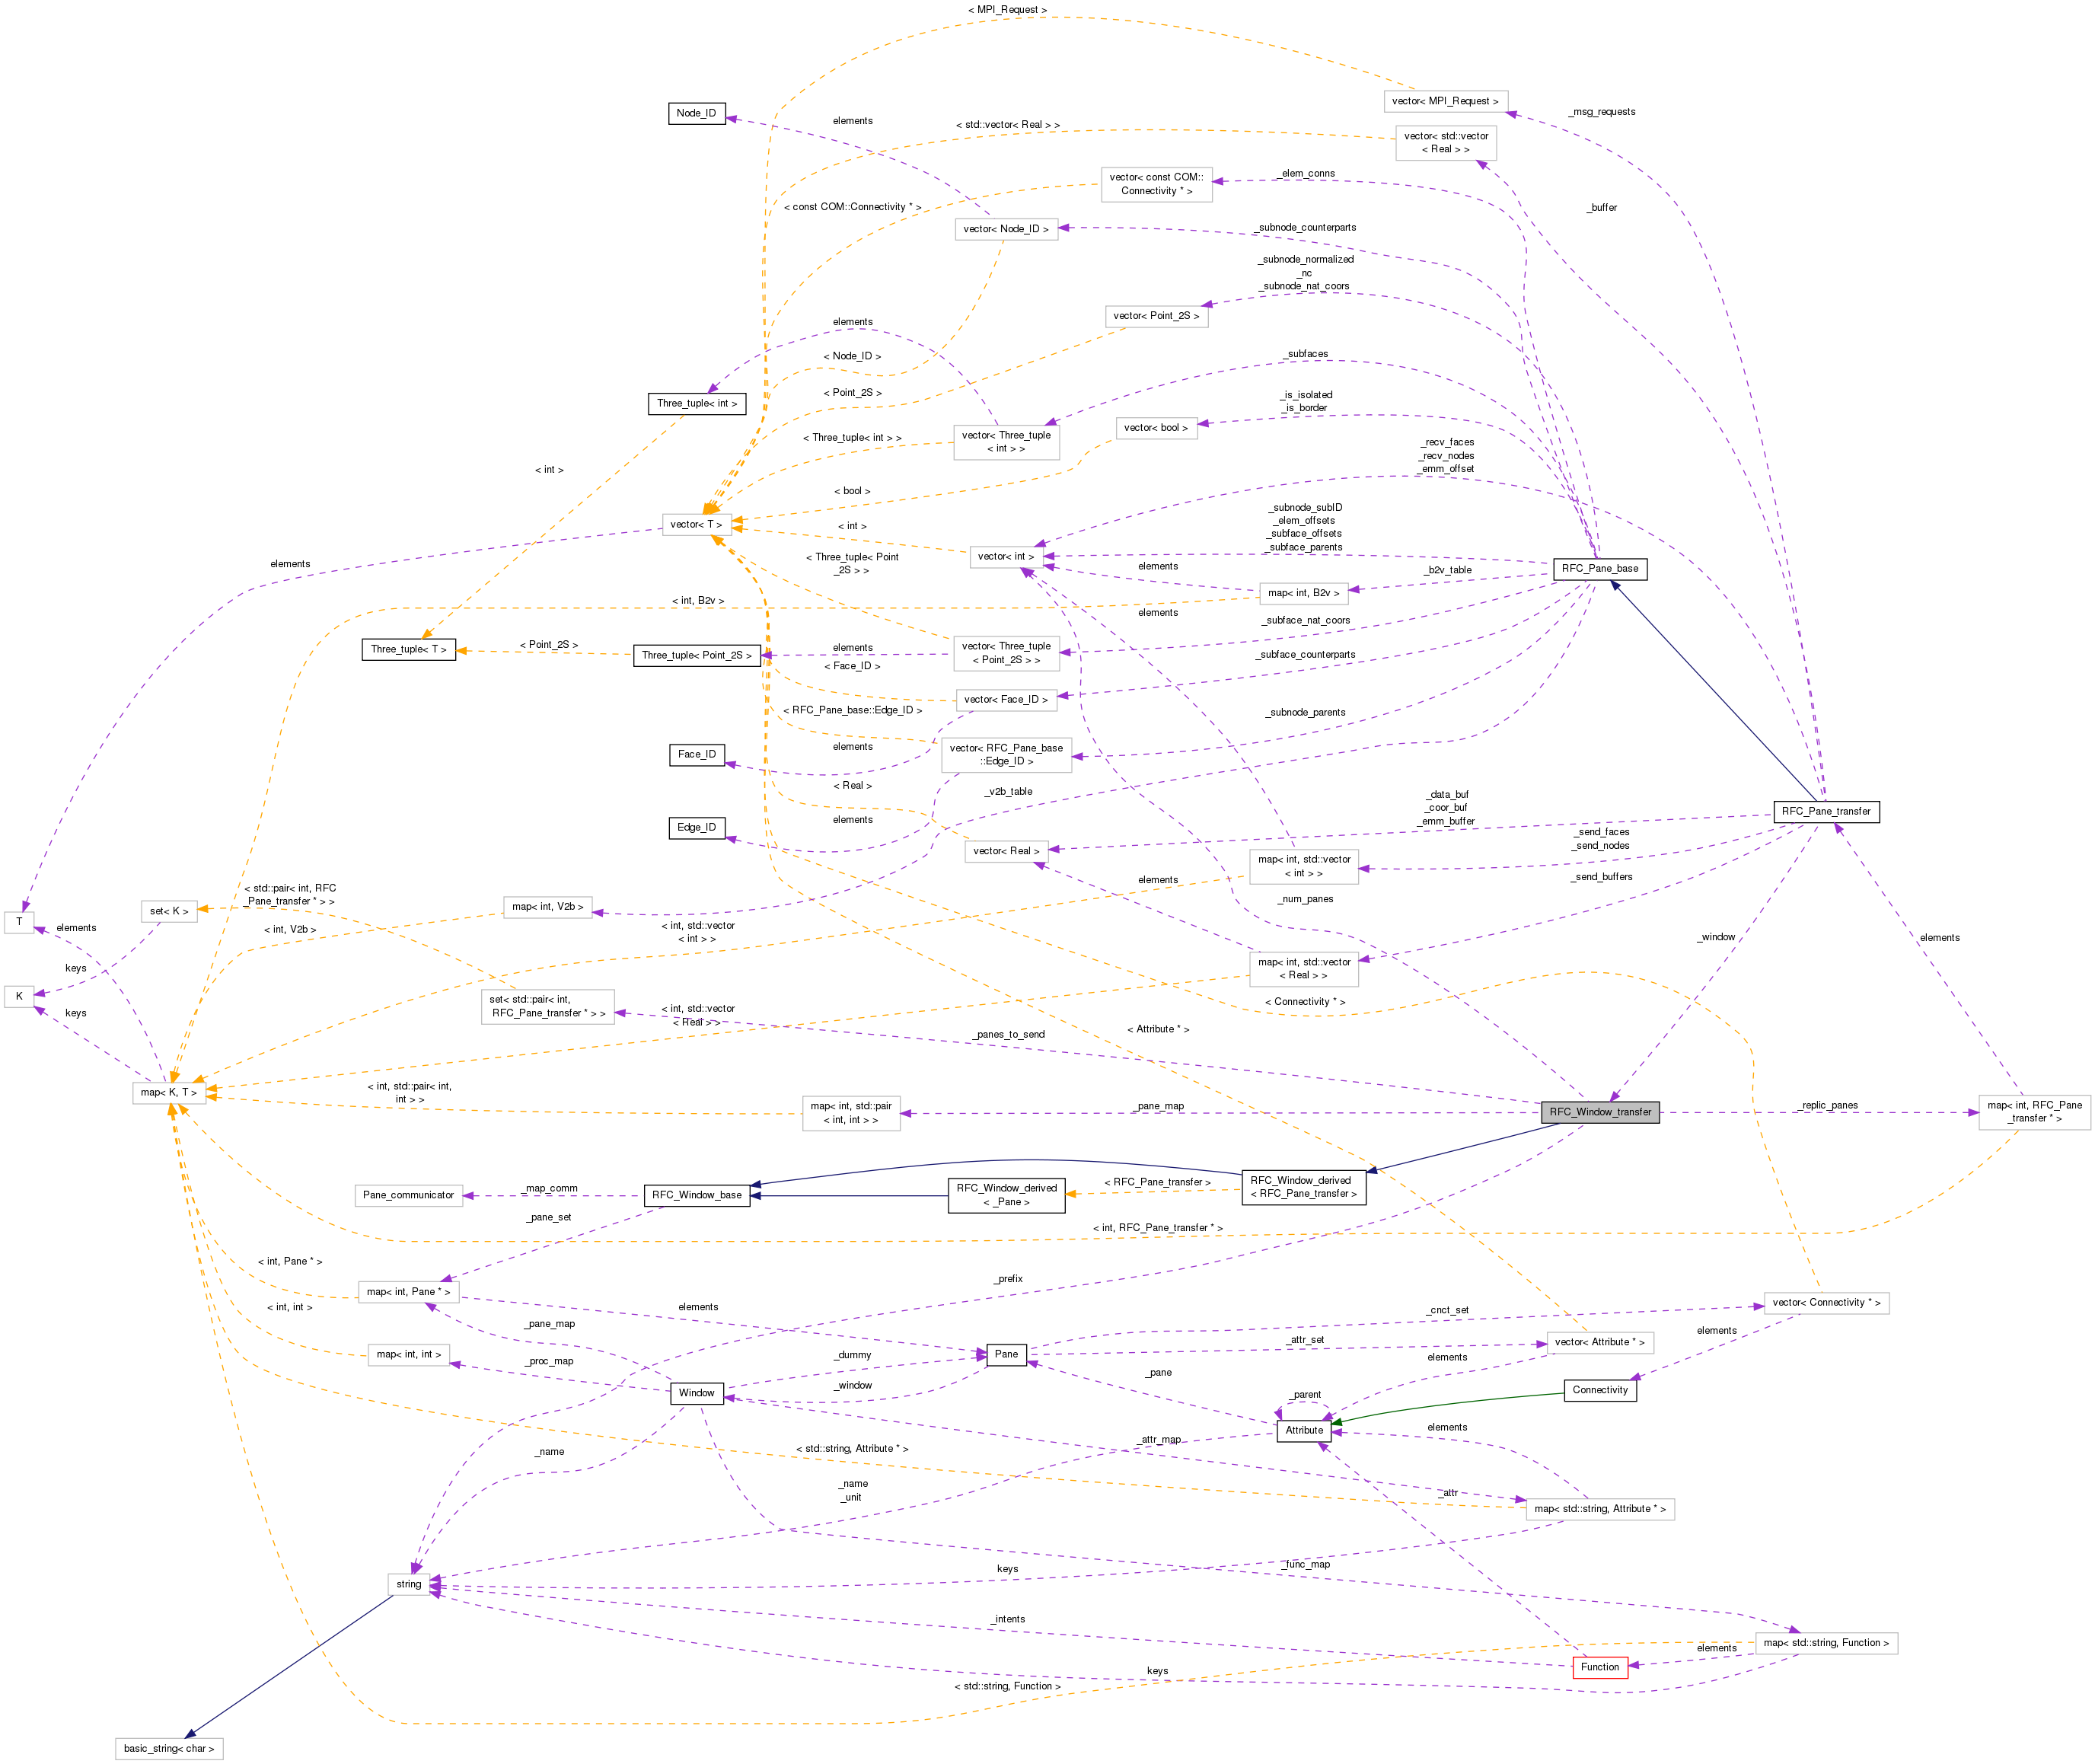 < MPI_Request >
vector< MPI_Request >
Node_ID
_msg_requests
elements
< std::vector< Real > >
vector< std::vector
< Real > >
vector< const COM::
Connectivity * >
_elem_conns
< const COM::Connectivity * >
_buffer
vector< Node_ID >
_subnode_counterparts
_subnode_normalized
_nc
_subnode_nat_coors
vector< Point_2S >
elements
< Node_ID >
_subfaces
< Point_2S >
Three_tuple< int >
_is_isolated
_is_border
vector< bool >
< Three_tuple< int > >
vector< Three_tuple
< int > >
_recv_faces
_recv_nodes
_emm_offset
< int >
< bool >
_subnode_subID
_elem_offsets
_subface_offsets
_subface_parents
vector< T >
< int >
vector< int >
elements
< Three_tuple< Point
_2S > >
elements
_b2v_table
RFC_Pane_base
map< int, B2v >
< int, B2v >
elements
_subface_nat_coors
Three_tuple< T >
< Point_2S >
Three_tuple< Point_2S >
elements
vector< Three_tuple
< Point_2S > >
_subface_counterparts
< Face_ID >
vector< Face_ID >
< RFC_Pane_base::Edge_ID >
_subnode_parents
Face_ID
elements
vector< RFC_Pane_base
::Edge_ID >
< Real >
_v2b_table
_data_buf
_coor_buf
_emm_buffer
RFC_Pane_transfer
Edge_ID
elements
_send_faces
_send_nodes
vector< Real >
map< int, std::vector
< int > >
elements
_send_buffers
< std::pair< int, RFC
_Pane_transfer * > >
set< K >
map< int, V2b >
_num_panes
T
elements
< int, V2b >
< int, std::vector
< int > >
_window
elements
keys
map< int, std::vector
< Real > >
K
keys
set< std::pair< int,
RFC_Pane_transfer * > >
< int, std::vector
< Real > >
< Connectivity * >
< Attribute * >
_panes_to_send
map< K, T >
< int, std::pair< int,
int > >
map< int, std::pair
< int, int > >
_pane_map
RFC_Window_transfer
_replic_panes
map< int, RFC_Pane
_transfer * >
Pane_communicator
_map_comm
RFC_Window_base
RFC_Window_derived
< _Pane >
< RFC_Pane_transfer >
RFC_Window_derived
< RFC_Pane_transfer >
_pane_set
< int, RFC_Pane_transfer * >
< int, Pane * >
map< int, Pane * >
_prefix
elements
vector< Connectivity * >
< int, int >
_pane_map
_cnct_set
map< int, int >
_proc_map
_dummy
Pane
_attr_set
vector< Attribute * >
elements
elements
_window
_pane
Window
_parent
Connectivity
Attribute
elements
_name
< std::string, Attribute * >
_attr_map
_name
_unit
_attr
map< std::string, Attribute * >
string
keys
_func_map
_intents
map< std::string, Function >
elements
Function
keys
< std::string, Function >
basic_string< char >